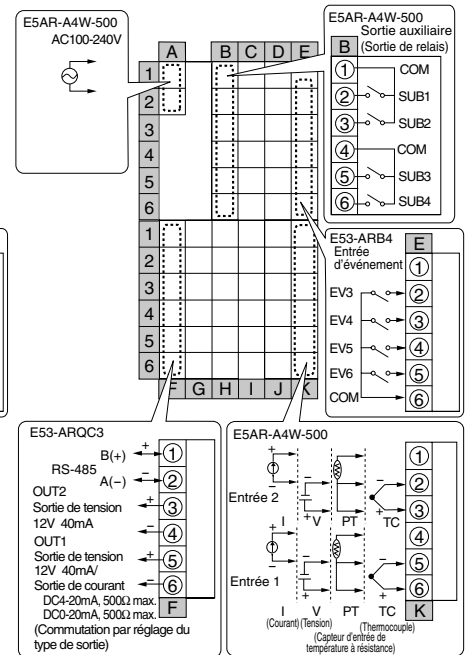 E5AR-A4W-500
AC100-240V
A B C D E
1
2
3
4
5
6
1
2
3
4
5
6
F G H I J K
E5AR-A4W-500
Sortie auxiliaire
(Sortie de relais)
B
1 COM
2 SUB1
3 SUB2
4 COM
5 SUB3
6 SUB4
E53-ARB4
Entrée
d'événement
E
1
EV3 2
EV4 3
EV5 4
EV6 5
COM 6
E53-ARQC3
B(+) + 1
RS-485
A(−) − 2
OUT2
Sortie de tension + 3
12V 40mA
− 4
OUT1
Sortie de tension + 5
12V 40mA/
Sortie de courant − 6
DC4-20mA, 500Ω max.
DC0-20mA, 500Ω max.
F
(Commutation par réglage du
type de sortie)
E5AR-A4W-500
+ − − 1
2
− + + 3
Entrée 2
I V PT TC
+ − − 4
5
− + + 6
Entrée 1
I V PT TC K
(Courant) (Tension) (Thermocouple)
(Capteur d'entrée de
température à résistance)